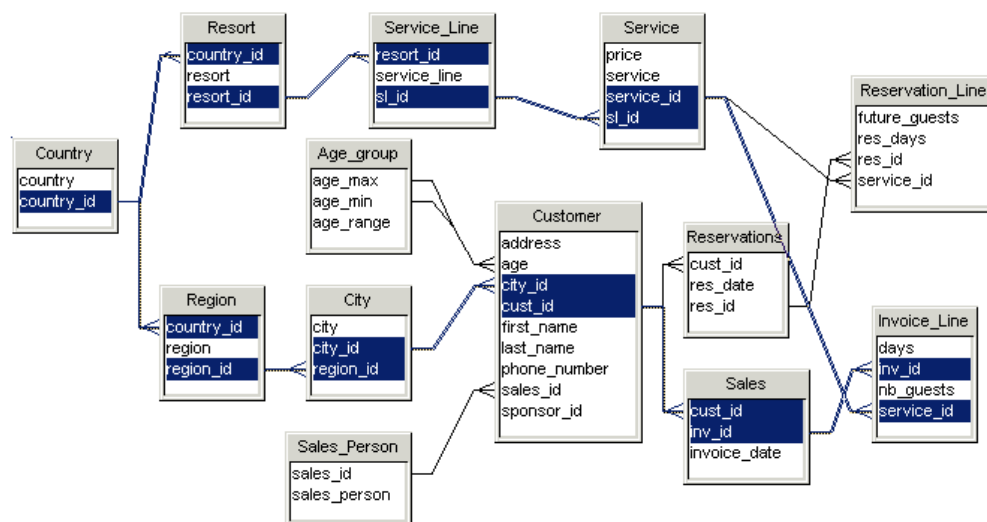 Resort
country_id
resort
resort_id
Service_Line
resort_id
service_line
sl_id
Service
price
service
service_id
sl_id
Reservation_Line
future_guests
res_days
res_id
service_id
Country
country
country_id
Age_group
age_max
age_min
age_range
Customer
address
age
city_id
cust_id
first_name
last_name
phone_number
sales_id
sponsor_id
Reservations
cust_id
res_date
res_id
Region
country_id
region
region_id
City
city
city_id
region_id
Invoice_Line
days
inv_id
nb_guests
service_id
Sales
cust_id
inv_id
invoice_date
Sales_Person
sales_id
sales_person